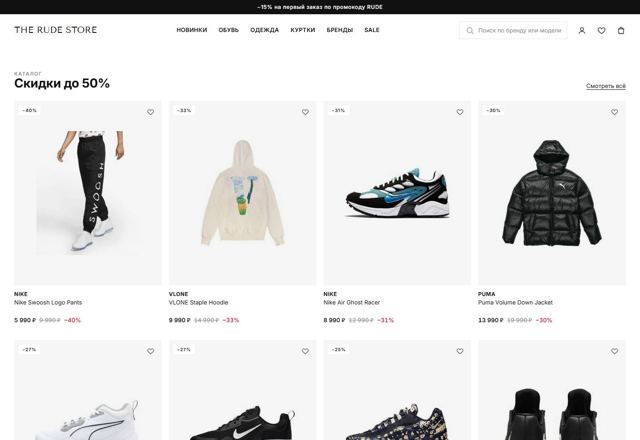 −15% на первый заказ по промокоду RUDE
THE RUDE STORE
НОВИНКИ ОБУВЬ ОДЕЖДА КУРТКИ БРЕНДЫ SALE
Поиск по бренду или модели
КАТАЛОГ
Скидки до 50%
Смотреть всё
−40% −33% −31% −30%
SWOOSH
NIKE VLONE NIKE PUMA
Nike Swoosh Logo Pants VLONE Staple Hoodie Nike Air Ghost Racer Puma Volume Down Jacket
5 990 ₽ 9 990 ₽ −40% 9 990 ₽ 14 990 ₽ −33% 8 990 ₽ 12 990 ₽ −31% 13 990 ₽ 19 990 ₽ −30%
−27% −27% −25%